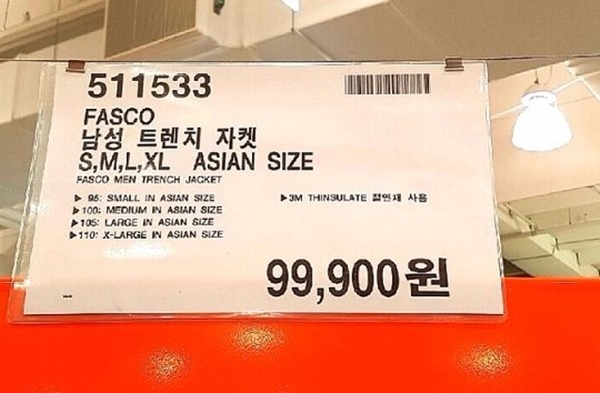 511533
FASCO
남성 트렌치 자켓
S,M,L,XL ASIAN SIZE
FASCO MEN TRENCH JACKET
▶ 95: SMALL IN ASIAN SIZE
▶100: MEDIUM IN ASIAN SIZE
▶105: LARGE IN ASIAN SIZE
▶110: X-LARGE IN ASIAN SIZE
▶3M THINSULATE 절연재 사용
99,900원